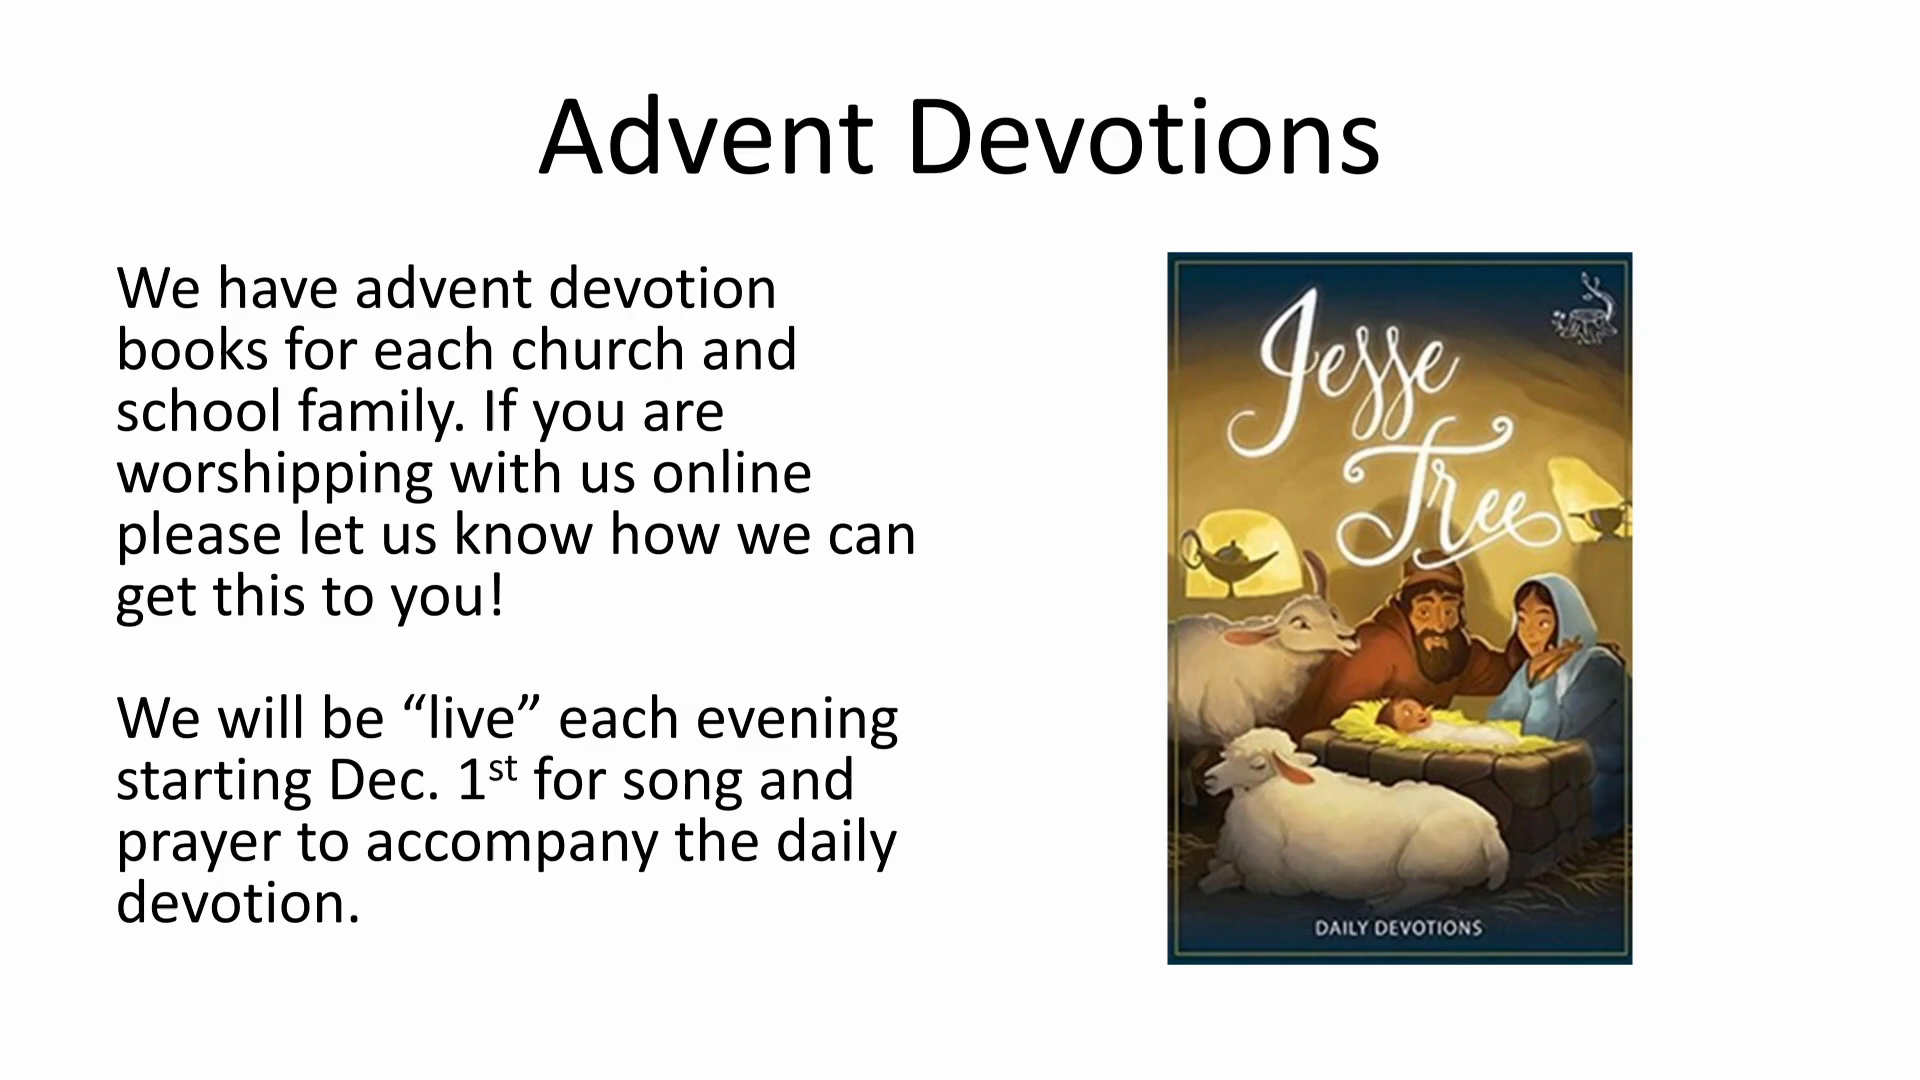 Advent Devotions
We have advent devotion
books for each church and
school family. If you are
worshipping with us online
please let us know how we can
get this to you!
We will be “live” each evening
starting Dec. 1st for song and
prayer to accompany the daily
devotion.
Jesse
Tree
DAILY DEVOTIONS